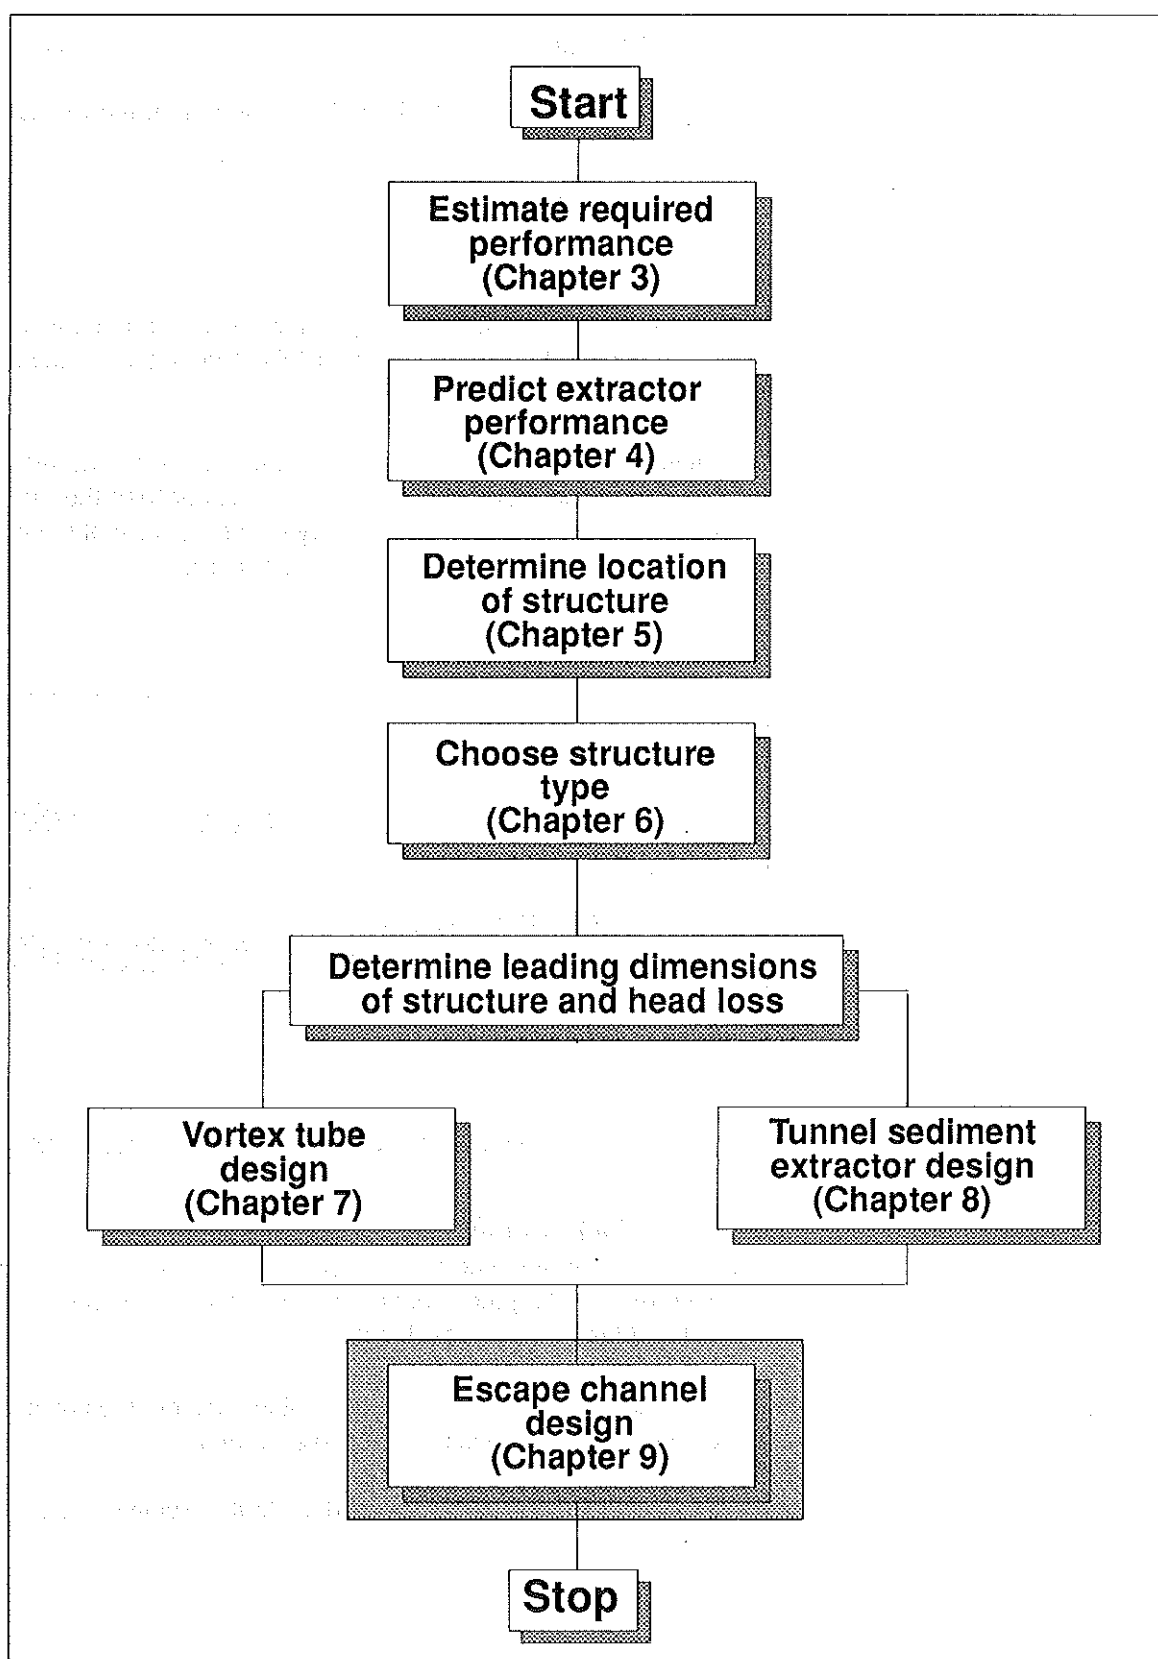 Start
Estimate required
performance
(Chapter 3)
Predict extractor
performance
(Chapter 4)
Determine location
of structure
(Chapter 5)
Choose structure
type
(Chapter 6)
Determine leading dimensions
of structure and head loss
Vortex tube
design
(Chapter 7)
Tunnel sediment
extractor design
(Chapter 8)
Escape channel
design
(Chapter 9)
Stop